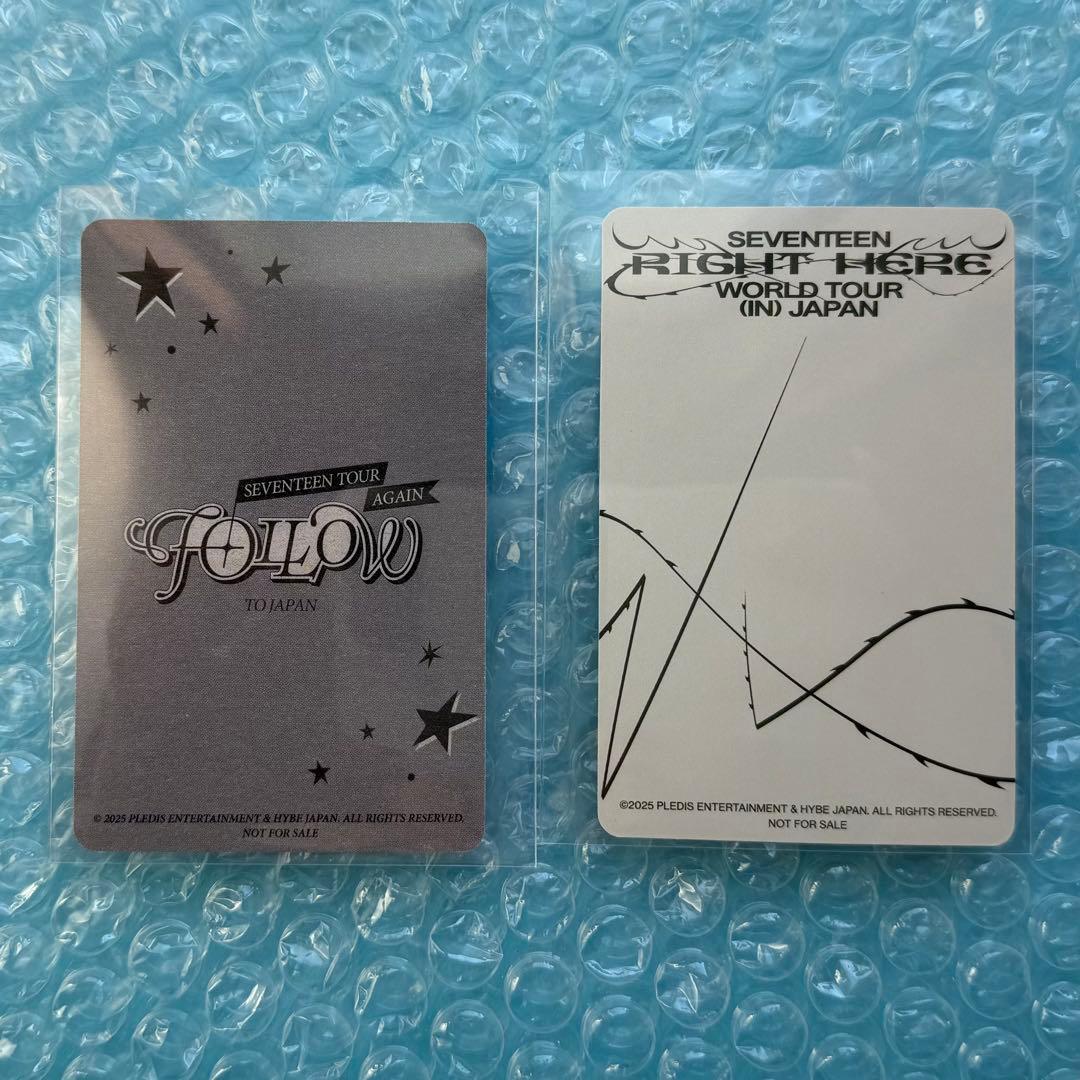 SEVENTEEN TOUR
AGAIN
FOLLOW
TO JAPAN
© 2025 PLEDIS ENTERTAINMENT & HYBE JAPAN. ALL RIGHTS RESERVED.
NOT FOR SALE
SEVENTEEN
RIGHT HERE
WORLD TOUR
(IN) JAPAN
©2025 PLEDIS ENTERTAINMENT & HYBE JAPAN. ALL RIGHTS RESERVED.
NOT FOR SALE